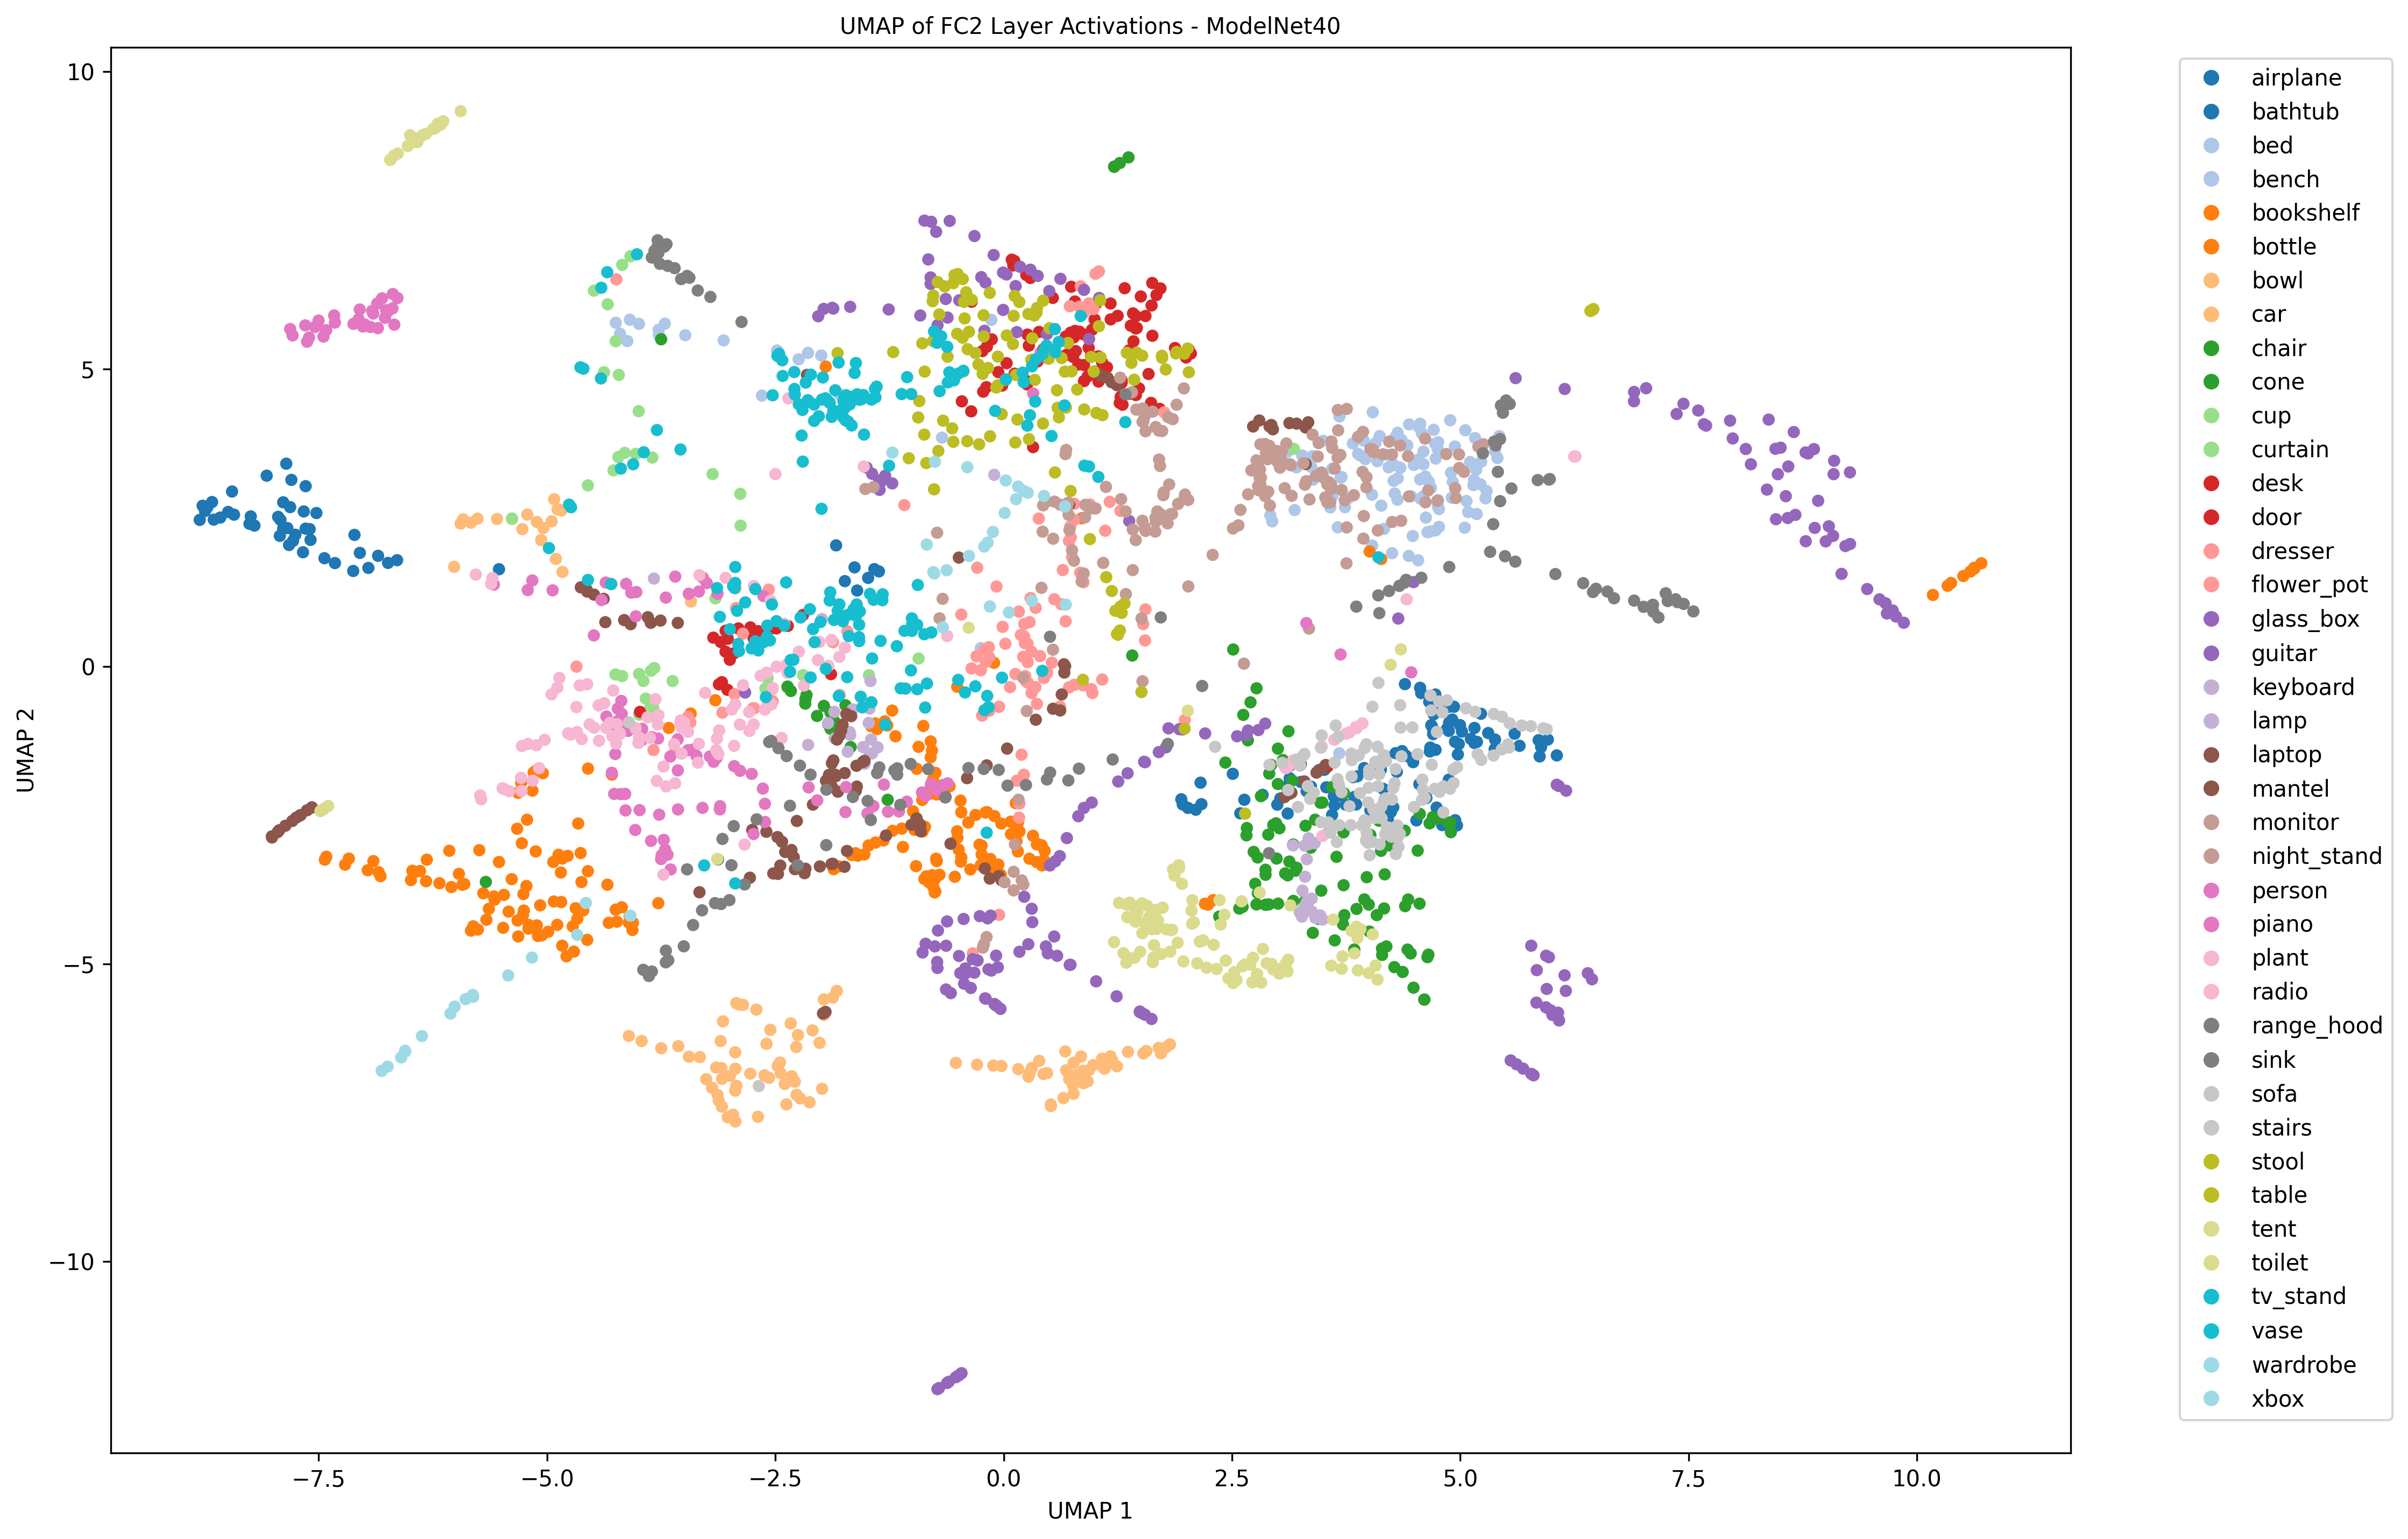 UMAP of FC2 Layer Activations - ModelNet40
10
5
0
−5
−10
UMAP 2
−7.5
−5.0
−2.5
0.0
2.5
5.0
7.5
10.0
UMAP 1
airplane
bathtub
bed
bench
bookshelf
bottle
bowl
car
chair
cone
cup
curtain
desk
door
dresser
flower_pot
glass_box
guitar
keyboard
lamp
laptop
mantel
monitor
night_stand
person
piano
plant
radio
range_hood
sink
sofa
stairs
stool
table
tent
toilet
tv_stand
vase
wardrobe
xbox